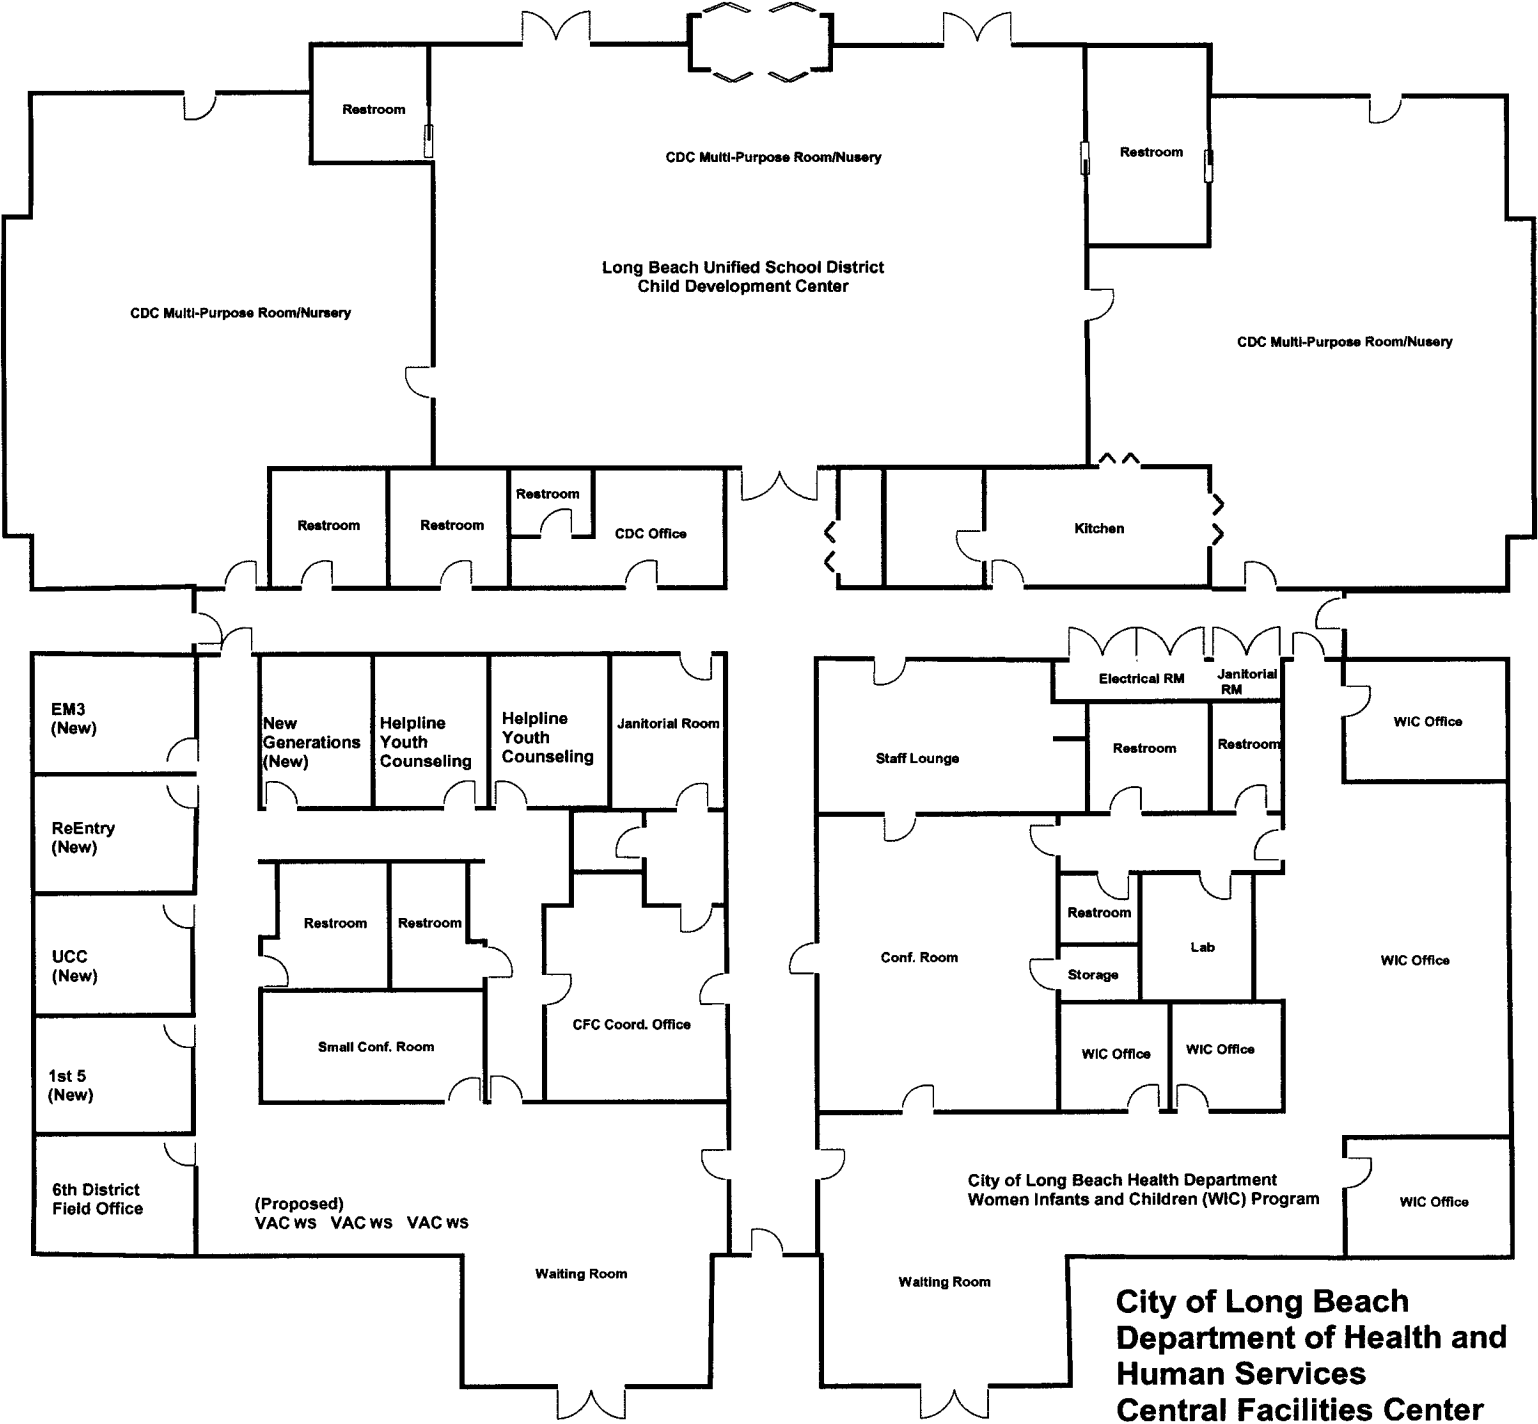 Restroom
CDC Multi-Purpose Room/Nusery
Restroom
Long Beach Unified School District
Child Development Center
CDC Multi-Purpose Room/Nursery
CDC Multi-Purpose Room/Nusery
Restroom
Restroom
Restroom
CDC Office
Kitchen
EM3
(New)
New
Generations
(New)
Helpline
Youth
Counseling
Helpline
Youth
Counseling
Janitorial Room
Electrical RM
Janitorial
RM
Staff Lounge
Restroom
Restroom
WIC Office
ReEntry
(New)
Restroom
Restroom
UCC
(New)
Conf. Room
Restroom
Storage
Lab
WIC Office
Small Conf. Room
CFC Coord. Office
WIC Office
WIC Office
1st 5
(New)
6th District
Field Office
(Proposed)
VAC ws VAC ws VAC ws
City of Long Beach Health Department
Women Infants and Children (WIC) Program
WIC Office
Waiting Room
Waiting Room
City of Long Beach
Department of Health and
Human Services
Central Facilities Center